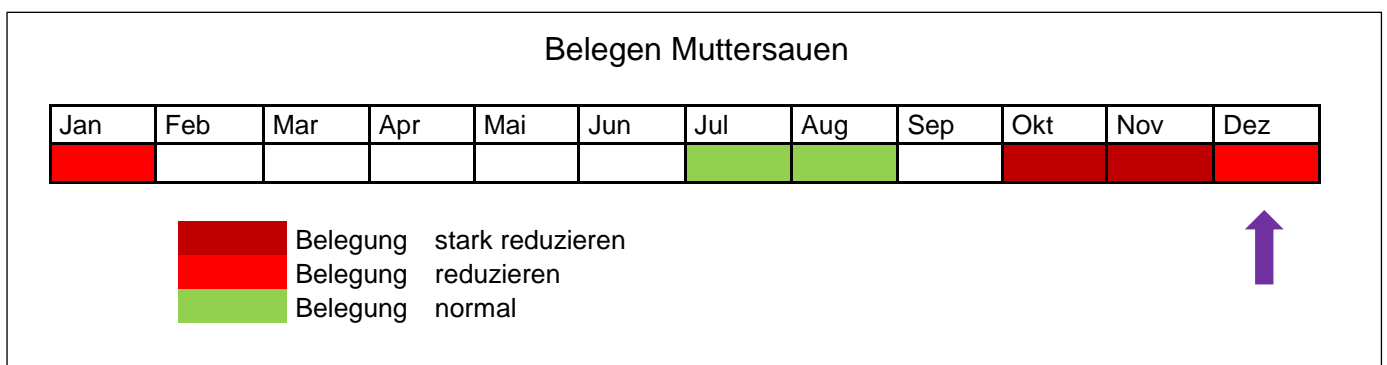 Belegen Muttersauen
Jan Feb Mar Apr Mai Jun Jul Aug Sep Okt Nov Dez
Belegung stark reduzieren
Belegung reduzieren
Belegung normal